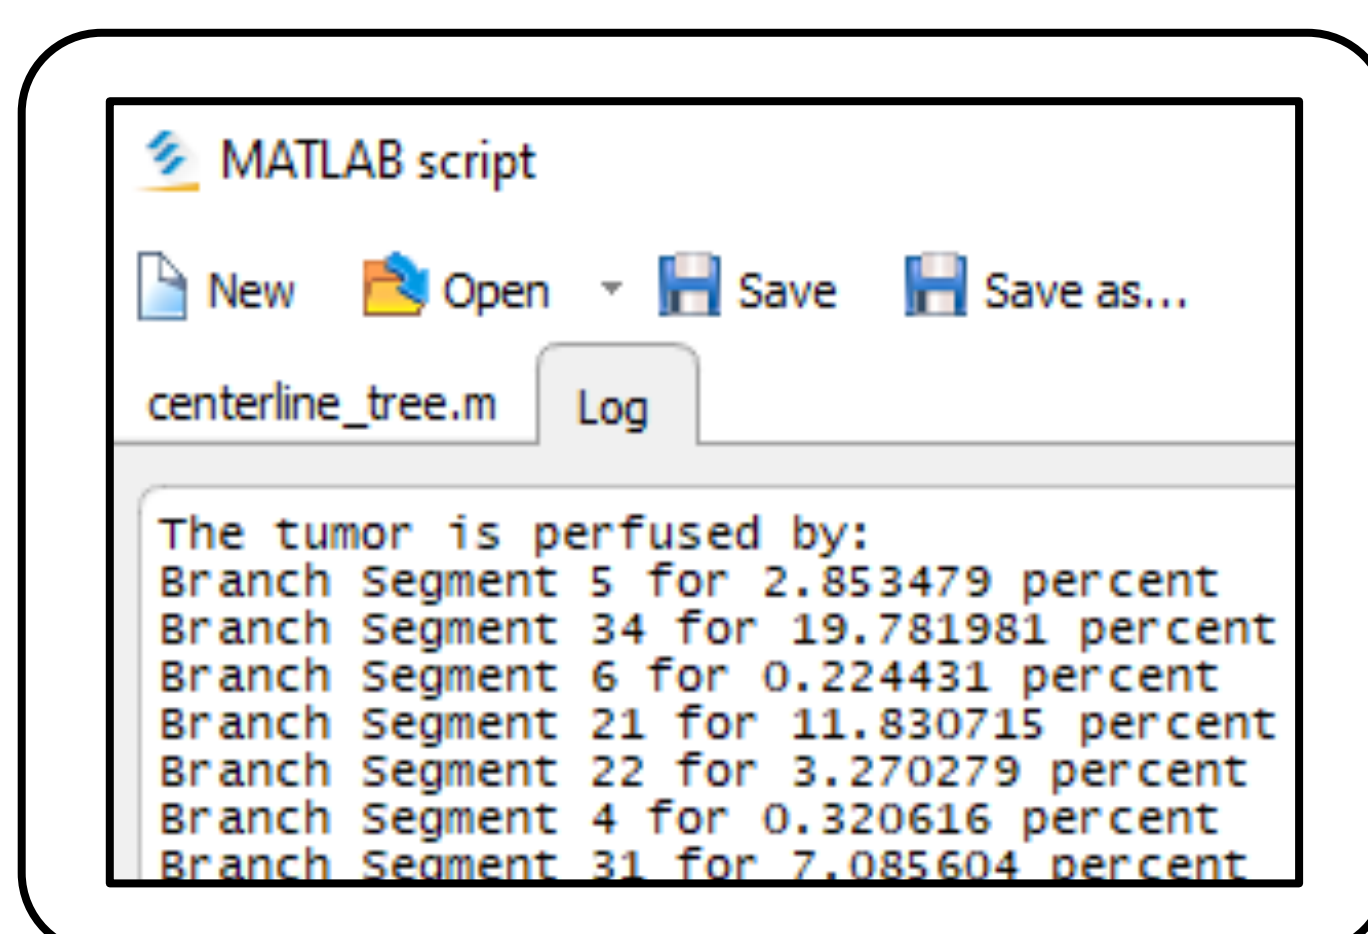 MATLAB script
New Open Save Save as...
centerline_tree.m Log
The tumor is perfused by:
Branch Segment 5 for 2.853479 percent
Branch Segment 34 for 19.781981 percent
Branch Segment 6 for 0.224431 percent
Branch Segment 21 for 11.830715 percent
Branch Segment 22 for 3.270279 percent
Branch Segment 4 for 0.320616 percent
Branch Segment 31 for 7.085604 percent